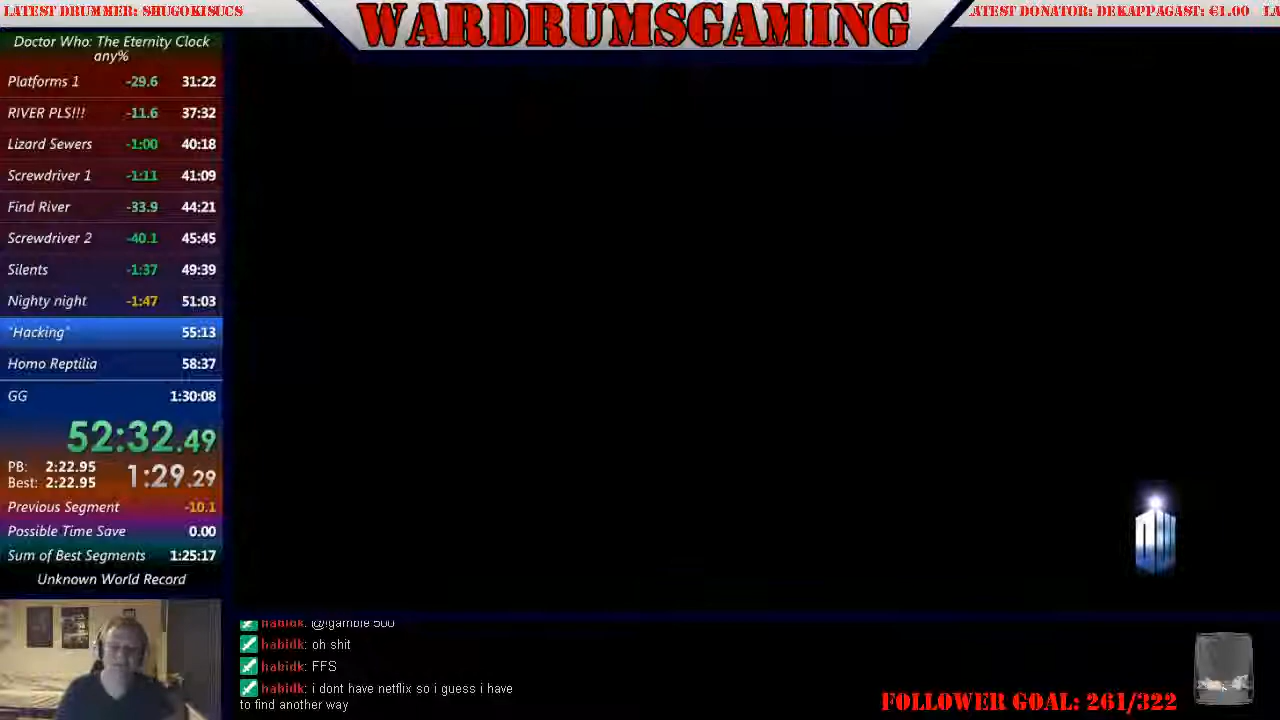 LATEST DRUMMER: SHUGOKISUCS
WARDRUMSGAMING
ATEST DONATOR: DEKAPPAGAST: €1.00 LA
Doctor Who: The Eternity Clock
any%
Platforms 1 -29.6 31:22
RIVER PLS!!! -11.6 37:32
Lizard Sewers -1:00 40:18
Screwdriver 1 -1:11 41:09
Find River -33.9 44:21
Screwdriver 2 -40.1 45:45
Silents -1:37 49:39
Nighty night -1:47 51:03
"Hacking" 55:13
Homo Reptilia 58:37
GG 1:30:08
52:32.49
PB: 2:22.95 1:29.29
Best: 2:22.95
Previous Segment -10.1
Possible Time Save 0.00
Sum of Best Segments 1:25:17
Unknown World Record
DW
habidk: @!gamble 500
habidk: oh shit
habidk: FFS
habidk: i dont have netflix so i guess i have
to find another way
FOLLOWER GOAL: 261/322